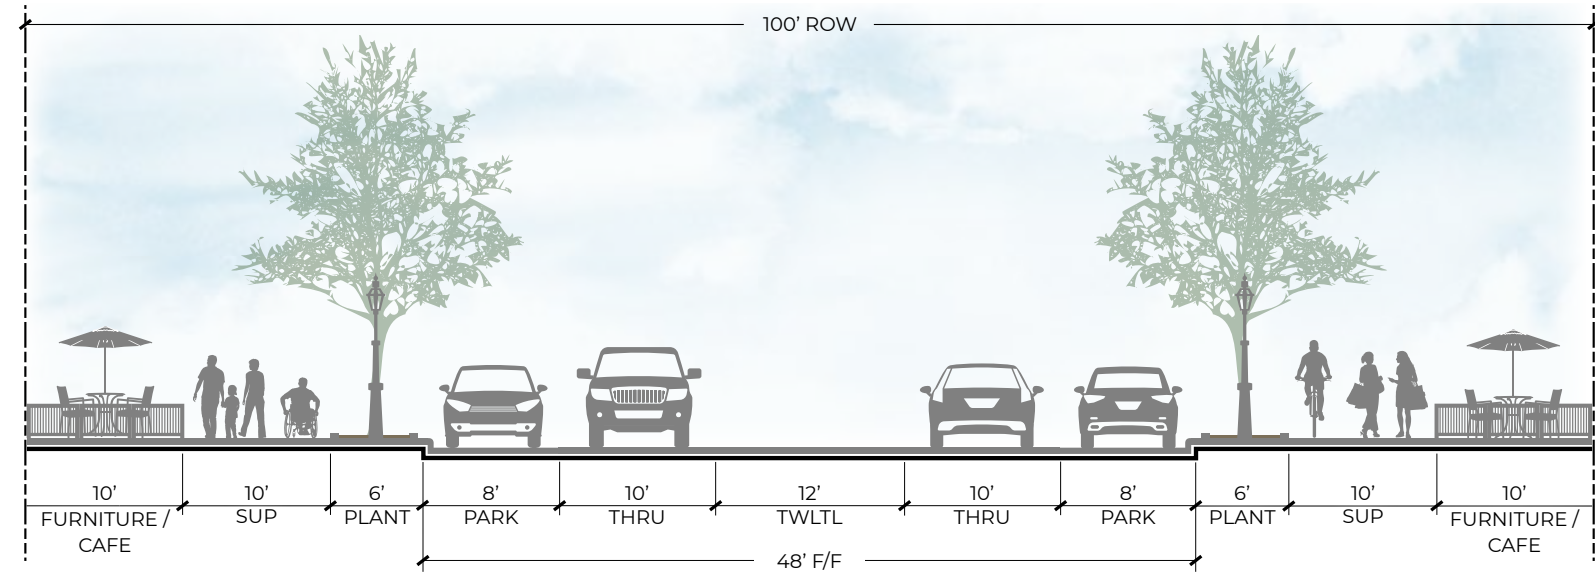 100’ ROW
10’ 10’ 6’ 8’ 10’ 12’ 10’ 8’ 6’ 10’ 10’
FURNITURE / SUP PLANT PARK THRU TWLTL THRU PARK PLANT SUP FURNITURE /
CAFE CAFE
48’ F/F